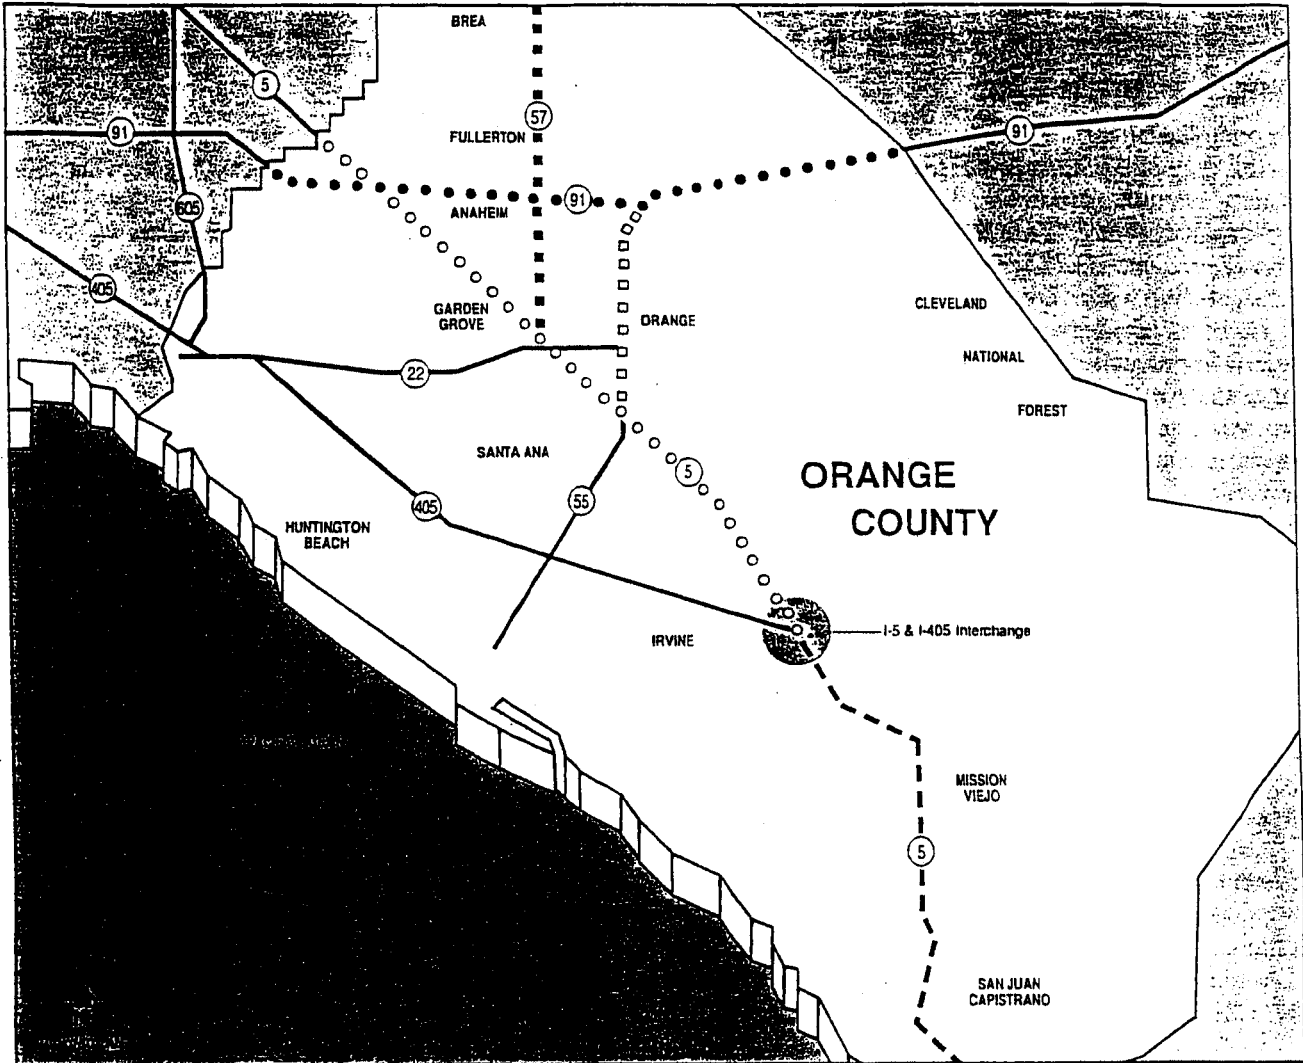 BREA
5
57
91
FULLERTON
91
605
91
ANAHEIM
405
GARDEN
GROVE
ORANGE
CLEVELAND
NATIONAL
FOREST
22
SANTA ANA
5
ORANGE
COUNTY
405
55
HUNTINGTON
BEACH
IRVINE
I-5 & I-405 Interchange
MISSION
VIEJO
5
SAN JUAN
CAPISTRANO